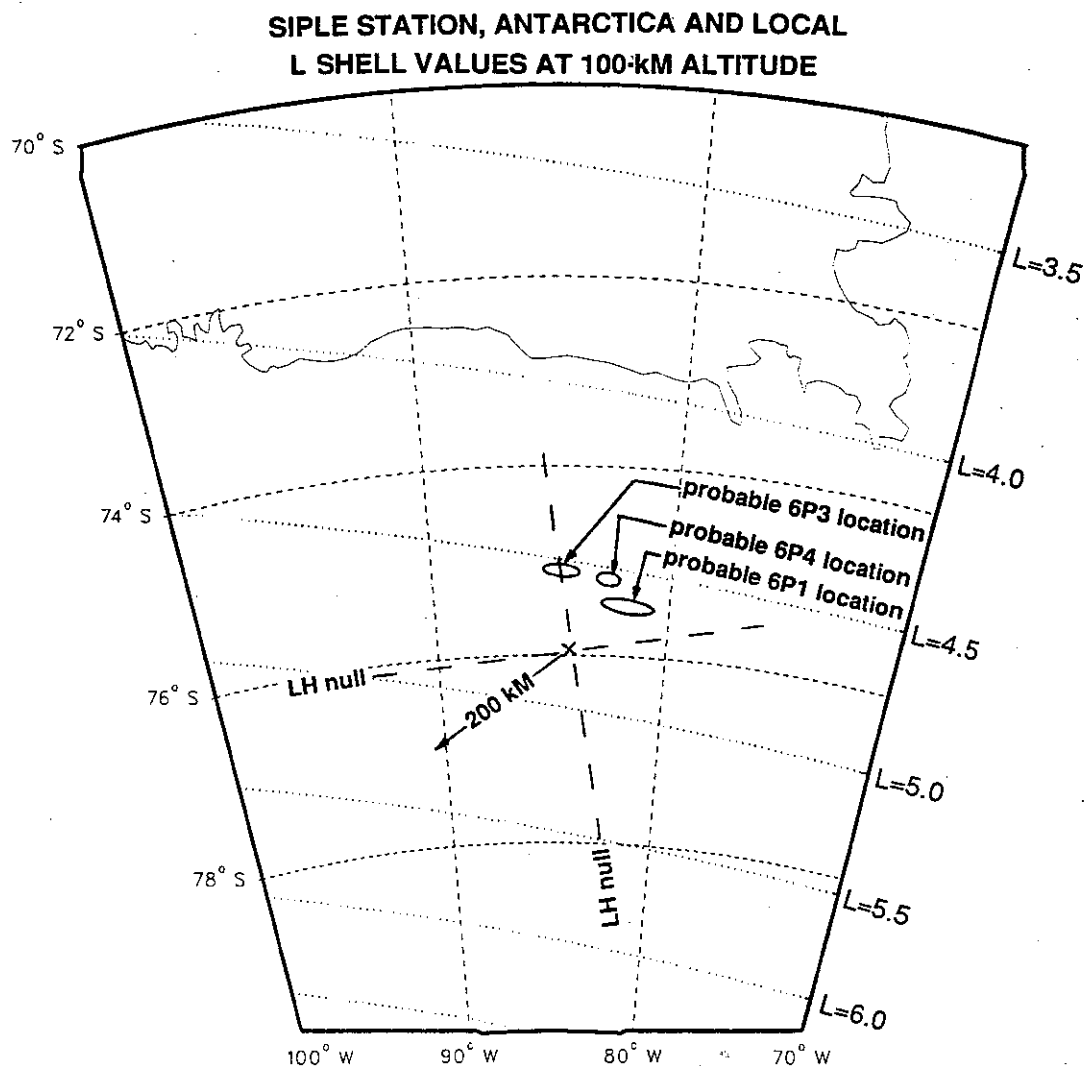 SIPLE STATION, ANTARCTICA AND LOCAL
L SHELL VALUES AT 100-kM ALTITUDE
70° S
L=3.5
72° S
L=4.0
74° S
probable 6P3 location
probable 6P4 location
probable 6P1 location
L=4.5
76° S
LH null
200 kM
L=5.0
78° S
LH null
L=5.5
L=6.0
100° W
90° W
80° W
70° W